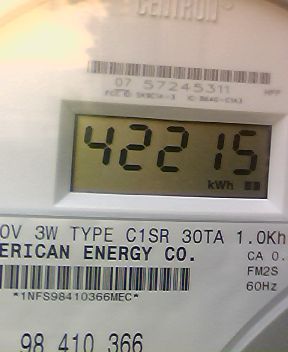 CENTRON
07 57245311
42215
kWh
0V 3W TYPE C1SR 30TA 1.0Kh
ERICAN ENERGY CO.
CA 0.
FM2S
*1NFS98410366MEC*
60Hz
98 410 366